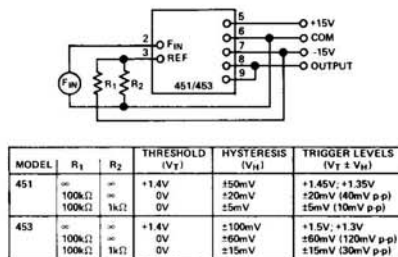 5 +15V
2 6 COM
FIN 7 -15V
3 REF 8 OUTPUT
FIN R1 R2 9
451/453
MODEL R1 R2 THRESHOLD (VT) HYSTERESIS (VH) TRIGGER LEVELS (VT ± VH)
451 ∞ ∞ +1.4V ±50mV +1.45V; +1.35V
100kΩ ∞ 0V ±20mV ±20mV (40mV p-p)
100kΩ 1kΩ 0V ±5mV ±5mV (10mV p-p)
453 ∞ ∞ +1.4V ±100mV +1.5V; +1.3V
100kΩ ∞ 0V ±60mV ±60mV (120mV p-p)
100kΩ 1kΩ 0V ±15mV ±15mV (30mV p-p)